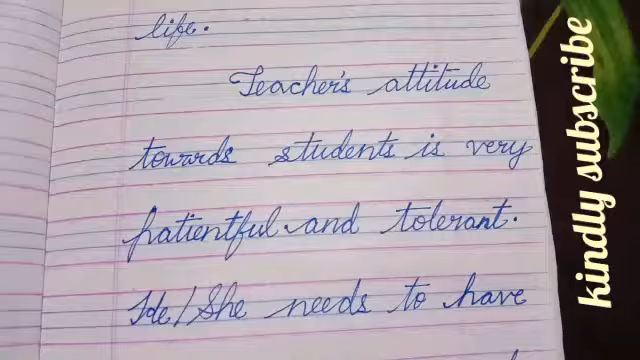 life.
Teacher's attitude
towards students is very
patientful and tolerant.
He/She needs to have
kindly subscribe